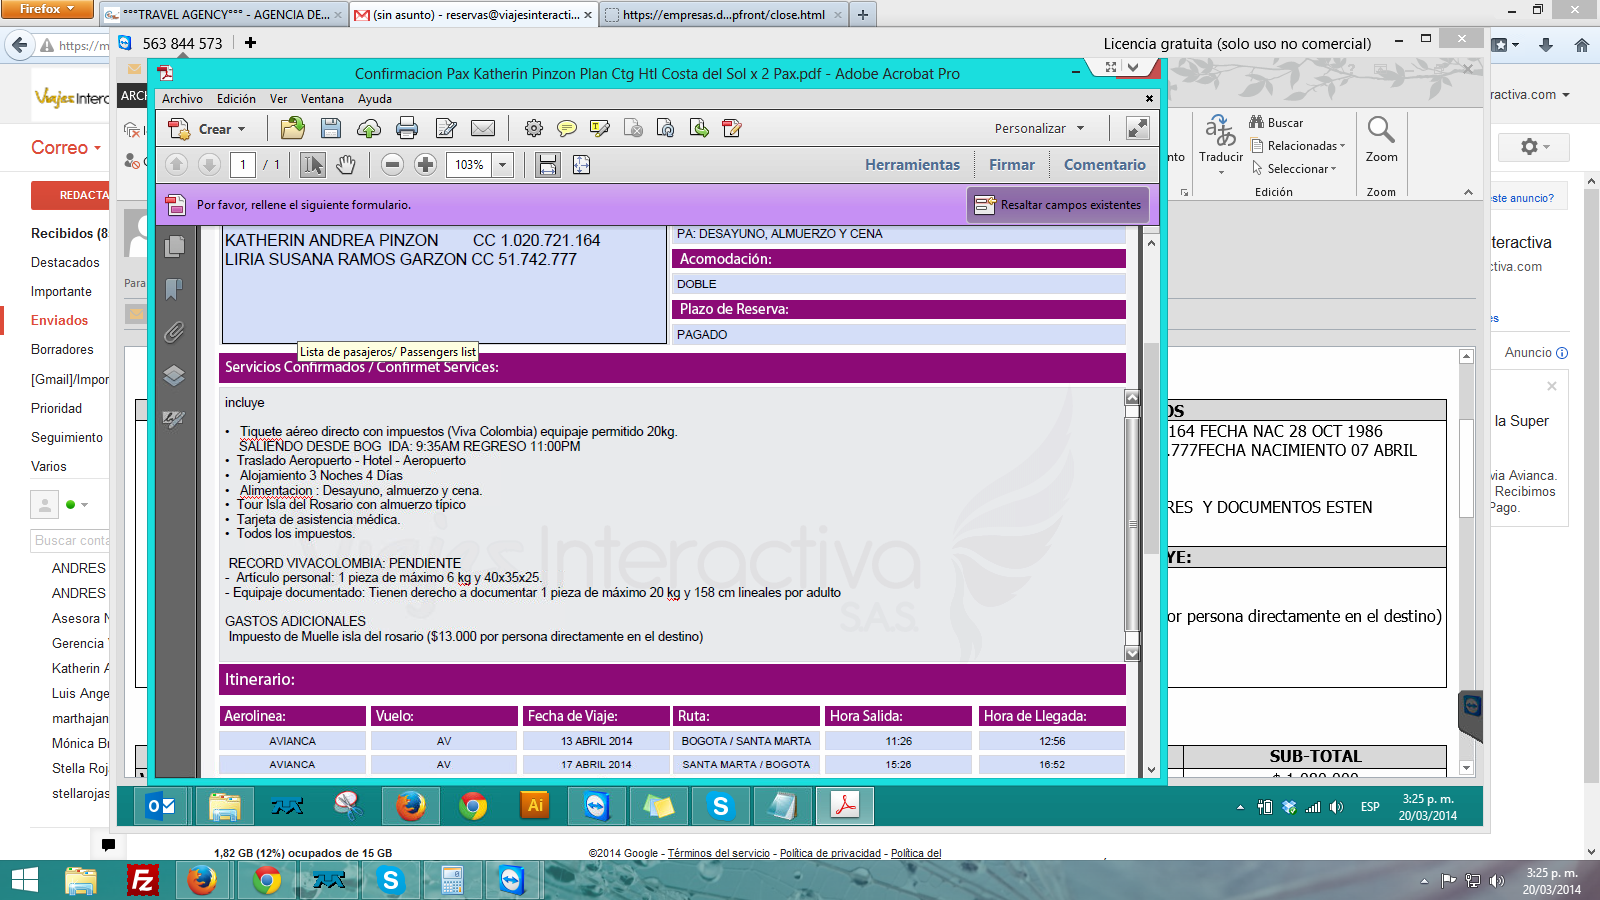 Firefox
***TRAVEL AGENCY*** - AGENCIA DE...
(sin asunto) - reservas@viajesinteracti...
https://empresas.d...pfront/close.html
https://m
563 844 573
Licencia gratuita (solo uso no comercial)
Confirmacion Pax Katherin Pinzon Plan Ctg Htl Costa del Sol x 2 Pax.pdf - Adobe Acrobat Pro
Archivo Edición Ver Ventana Ayuda
Crear
Personalizar
1 / 1
103%
Herramientas Firmar Comentario
Por favor, rellene el siguiente formulario.
Resaltar campos existentes
KATHERIN ANDREA PINZON CC 1.020.721.164
LIRIA SUSANA RAMOS GARZON CC 51.742.777
PA: DESAYUNO, ALMUERZO Y CENA
Acomodación:
DOBLE
Plazo de Reserva:
PAGADO
Lista de pasajeros/ Passengers list
Servicios Confirmados / Confirmet Services:
incluye
• Tiquete aéreo directo con impuestos (Viva Colombia) equipaje permitido 20kg.
SALIENDO DESDE BOG IDA: 9:35AM REGRESO 11:00PM
• Traslado Aeropuerto - Hotel - Aeropuerto
• Alojamiento 3 Noches 4 Días
• Alimentacion : Desayuno, almuerzo y cena.
• Tour Isla del Rosario con almuerzo típico
• Tarjeta de asistencia médica.
• Todos los impuestos.
RECORD VIVACOLOMBIA: PENDIENTE
- Artículo personal: 1 pieza de máximo 6 kg y 40x35x25.
- Equipaje documentado: Tienen derecho a documentar 1 pieza de máximo 20 kg y 158 cm lineales por adulto
GASTOS ADICIONALES
Impuesto de Muelle isla del rosario ($13.000 por persona directamente en el destino)
Viajes Interactiva
S.A.S.
Itinerario:
Aerolinea: Vuelo: Fecha de Viaje: Ruta: Hora Salida: Hora de Llegada:
AVIANCA AV 13 ABRIL 2014 BOGOTA / SANTA MARTA 11:26 12:56
AVIANCA AV 17 ABRIL 2014 SANTA MARTA / BOGOTA 15:26 16:52
Viajes Interac
ARCH
Correo
REDACTA
Recibidos (8
Destacados
Importante
Enviados
Borradores
[Gmail]/Impor
Prioridad
Seguimiento
Varios
Buscar conta
ANDRES
ANDRES
Asesora N
Gerencia
Katherin A
Luis Ange
marthajan
Mónica Br
Stella Roj
stellarojas
Para
Traducir
Buscar
Relacionadas
Seleccionar
Edición
Zoom
Zoom
nto
ractiva.com
este anuncio?
nteractiva
ctiva.com
es
Anuncio
la Super
via Avianca.
Recibimos
Pago.
OS
164 FECHA NAC 28 OCT 1986
.777FECHA NACIMIENTO 07 ABRIL
RES Y DOCUMENTOS ESTEN
YE:
or persona directamente en el destino)
SUB-TOTAL
$ 1.080.000
ESP
3:25 p. m.
20/03/2014
1,82 GB (12%) ocupados de 15 GB
©2014 Google - Términos del servicio - Política de privacidad - Política del
3:25 p. m.
20/03/2014